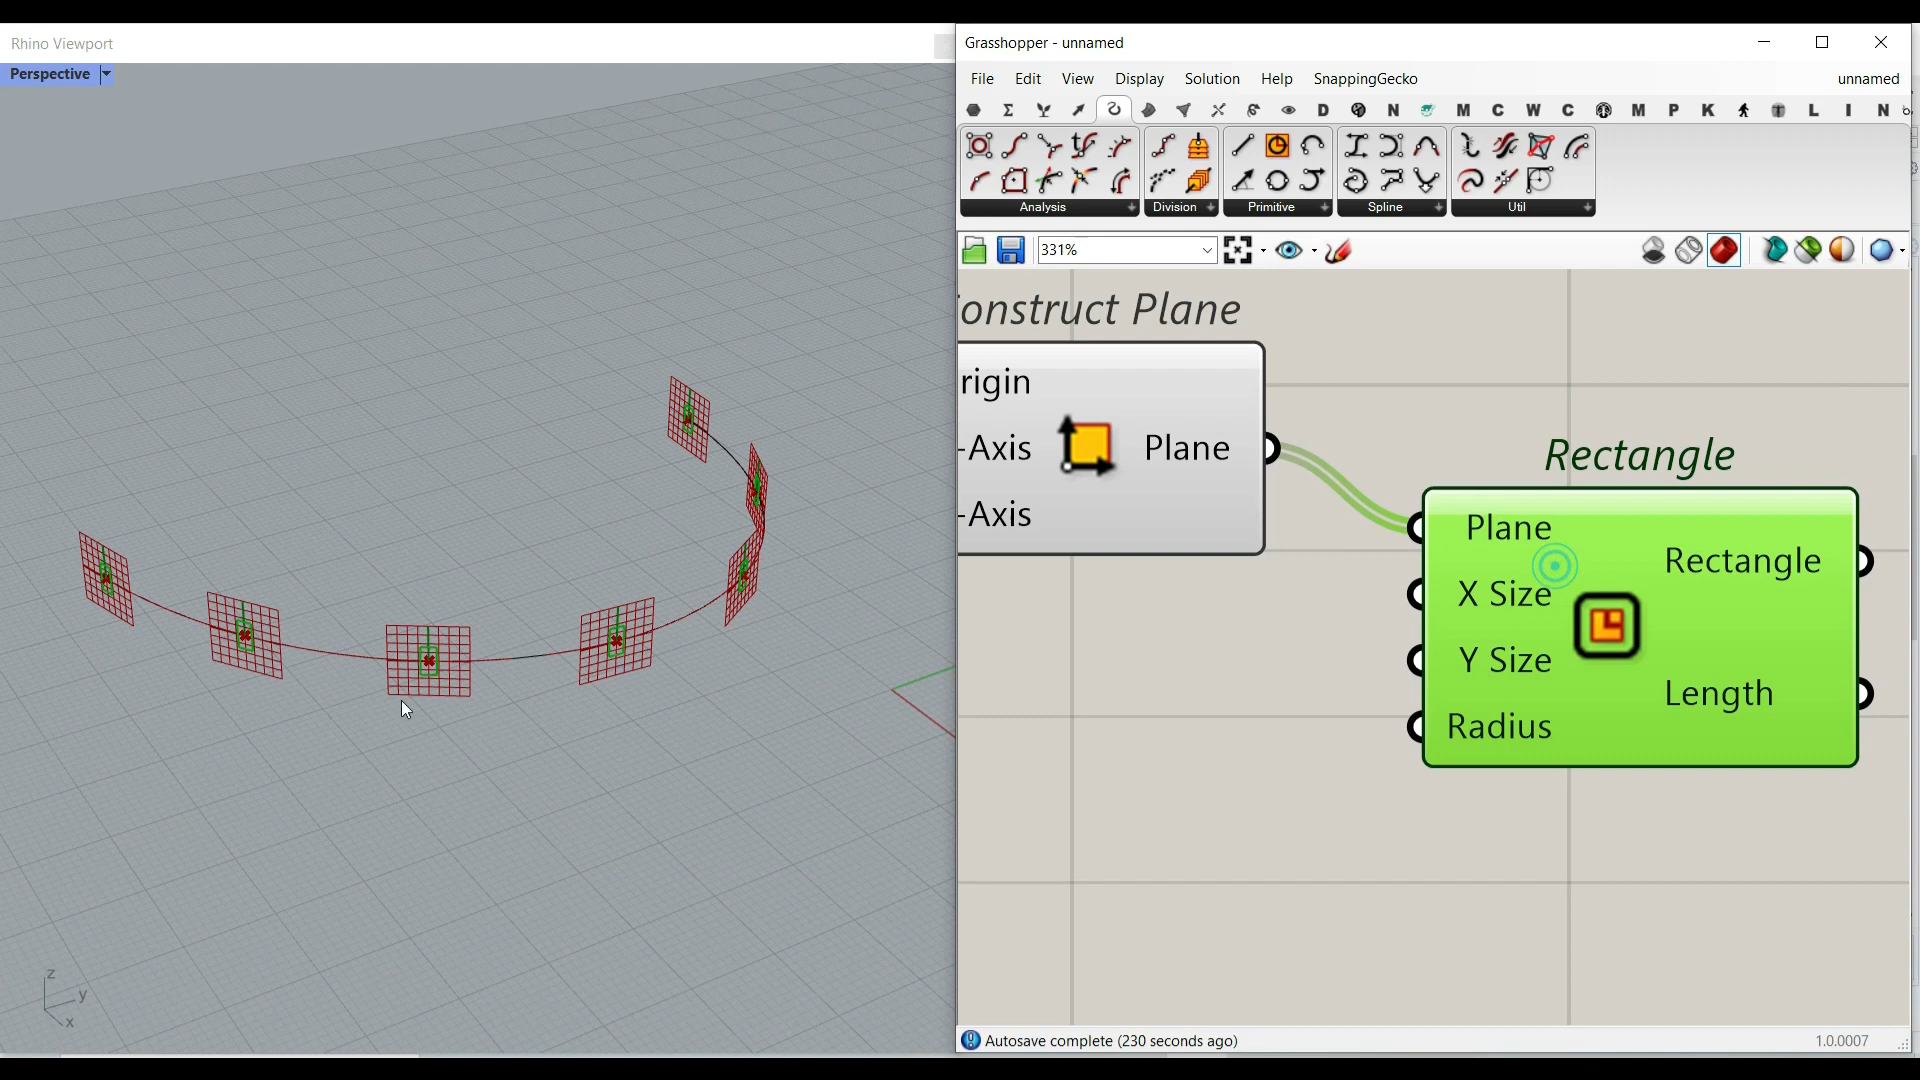 Rhino Viewport
Perspective
z
y
x
Grasshopper - unnamed
File Edit View Display Solution Help SnappingGecko unnamed
D N M C W C M P K L I N
Analysis Division Primitive Spline Util
331%
onstruct Plane
rigin
-Axis
Plane
-Axis
Rectangle
Plane
X Size
Y Size
Radius
Rectangle
Length
Autosave complete (230 seconds ago)
1.0.0007